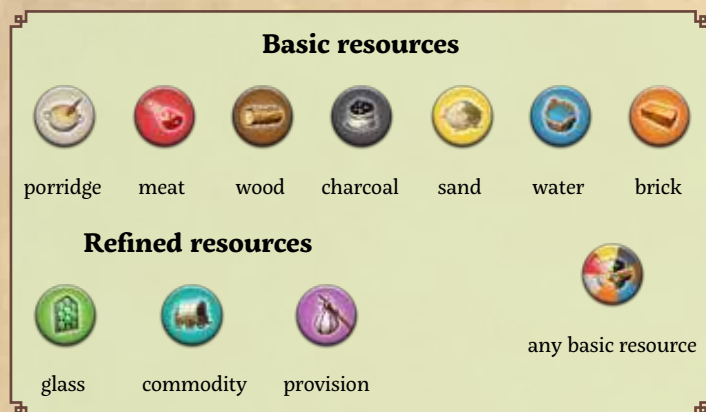 Basic resources
porridge meat wood charcoal sand water brick
Refined resources
any basic resource
glass commodity provision